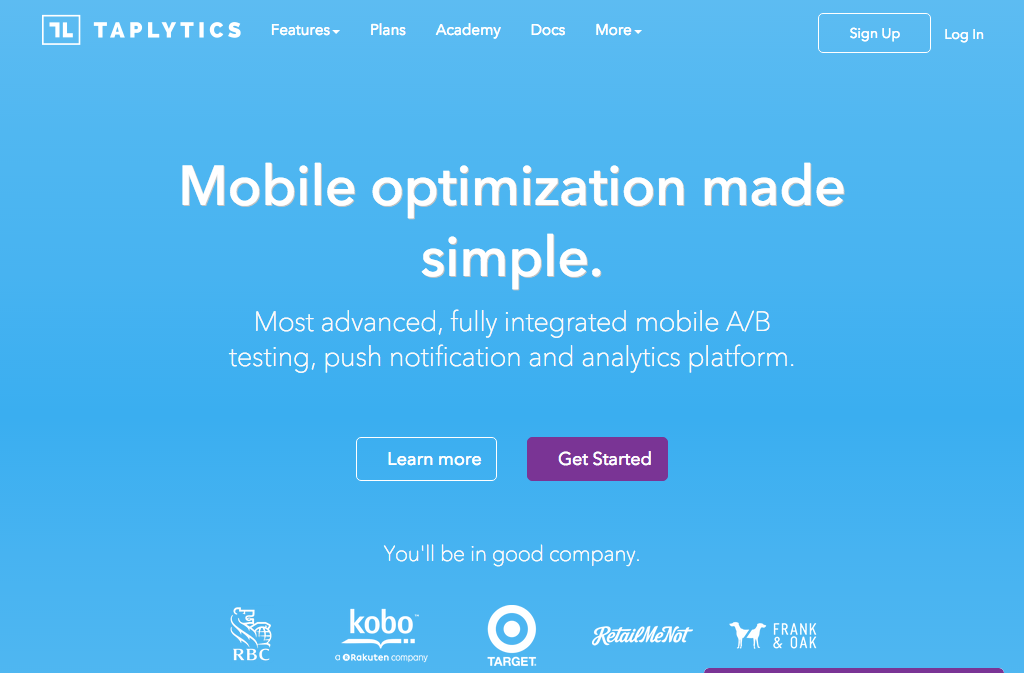 TL TAPLYTICS
Features
Plans
Academy
Docs
More
Sign Up
Log In
Mobile optimization made
simple.
Most advanced, fully integrated mobile A/B
testing, push notification and analytics platform.
Learn more
Get Started
You'll be in good company.
RBC
kobo™
a Rakuten company
TARGET.
RetailMeNot
FRANK
& OAK